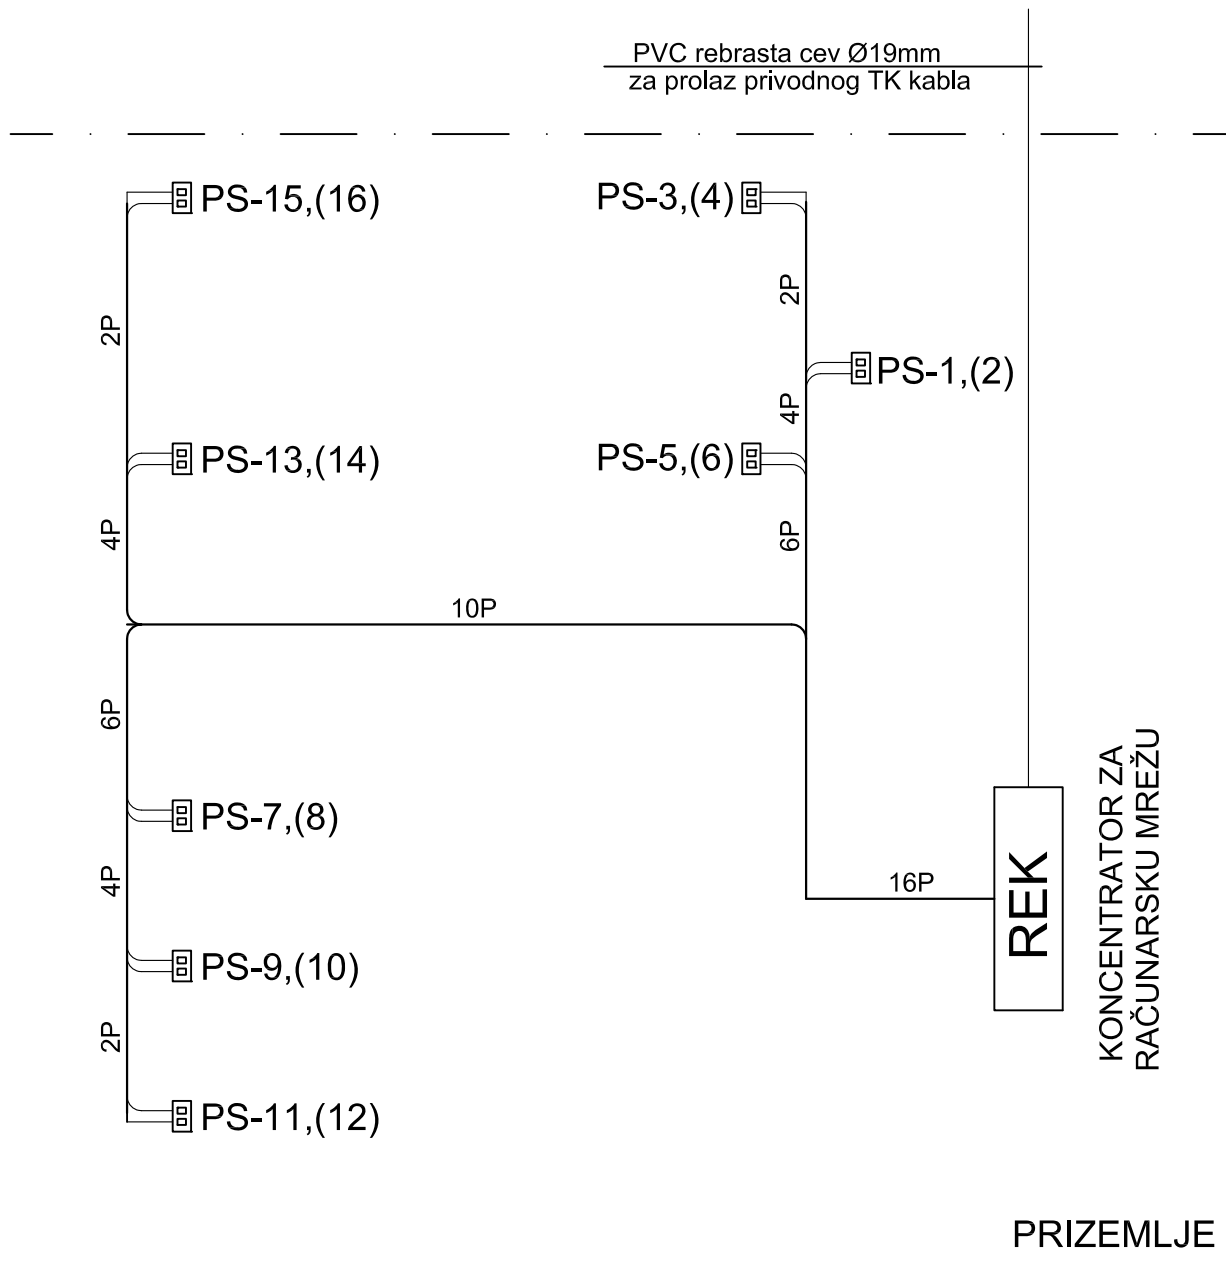 PVC rebrasta cev Ø19mm
za prolaz privodnog TK kabla
PS-15,(16)
PS-3,(4)
2P
2P
PS-1,(2)
4P
PS-13,(14)
PS-5,(6)
4P
6P
10P
6P
PS-7,(8)
4P
16P
REK
KONCENTRATOR ZA
RAČUNARSKU MREŽU
PS-9,(10)
2P
PS-11,(12)
PRIZEMLJE